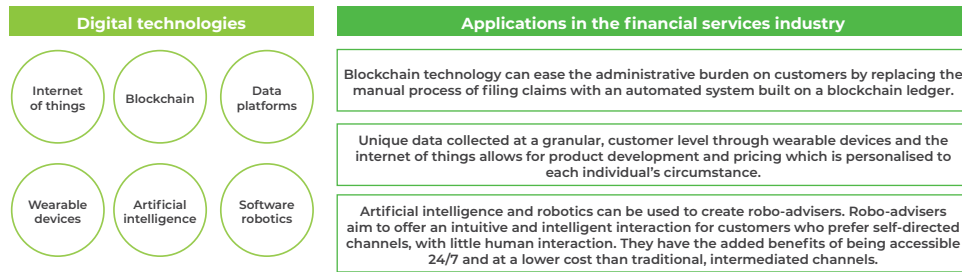 Digital technologies
Internet
of things
Blockchain
Data
platforms
Wearable
devices
Artificial
intelligence
Software
robotics
Applications in the financial services industry
Blockchain technology can ease the administrative burden on customers by replacing the
manual process of filing claims with an automated system built on a blockchain ledger.
Unique data collected at a granular, customer level through wearable devices and the
internet of things allows for product development and pricing which is personalised to
each individual’s circumstance.
Artificial intelligence and robotics can be used to create robo-advisers. Robo-advisers
aim to offer an intuitive and intelligent interaction for customers who prefer self-directed
channels, with little human interaction. They have the added benefits of being accessible
24/7 and at a lower cost than traditional, intermediated channels.